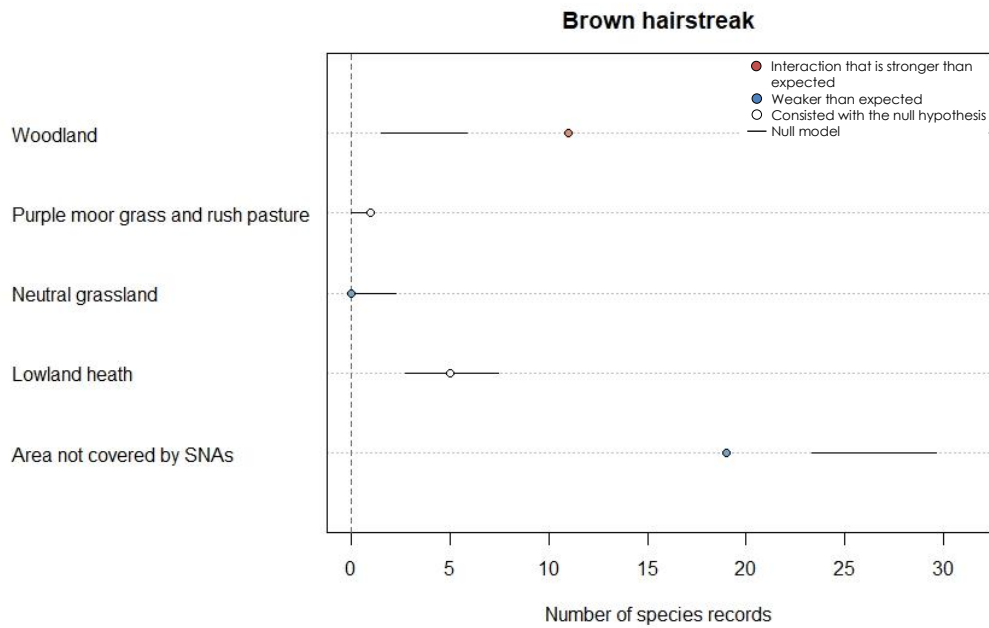 Brown hairstreak
Interaction that is stronger than
expected
Weaker than expected
Consisted with the null hypothesis
Null model
Woodland
Purple moor grass and rush pasture
Neutral grassland
Lowland heath
Area not covered by SNAs
0 5 10 15 20 25 30
Number of species records